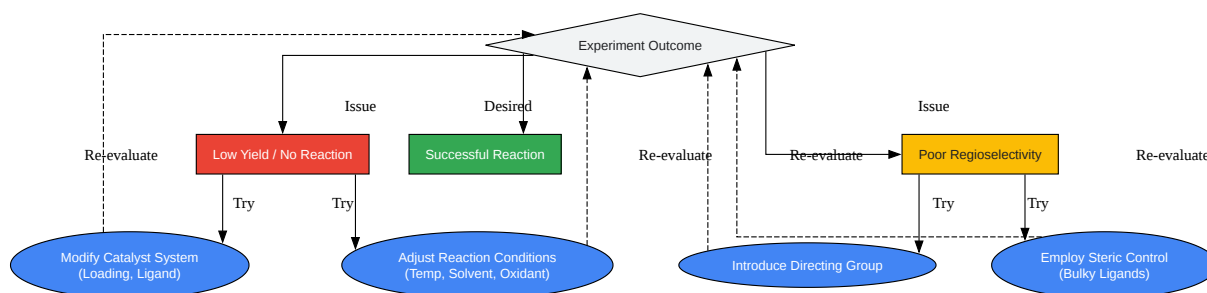 Experiment Outcome
Issue
Desired
Issue
Low Yield / No Reaction
Successful Reaction
Poor Regioselectivity
Re-evaluate
Re-evaluate
Re-evaluate
Re-evaluate
Try
Try
Try
Try
Modify Catalyst System
(Loading, Ligand)
Adjust Reaction Conditions
(Temp, Solvent, Oxidant)
Introduce Directing Group
Employ Steric Control
(Bulky Ligands)